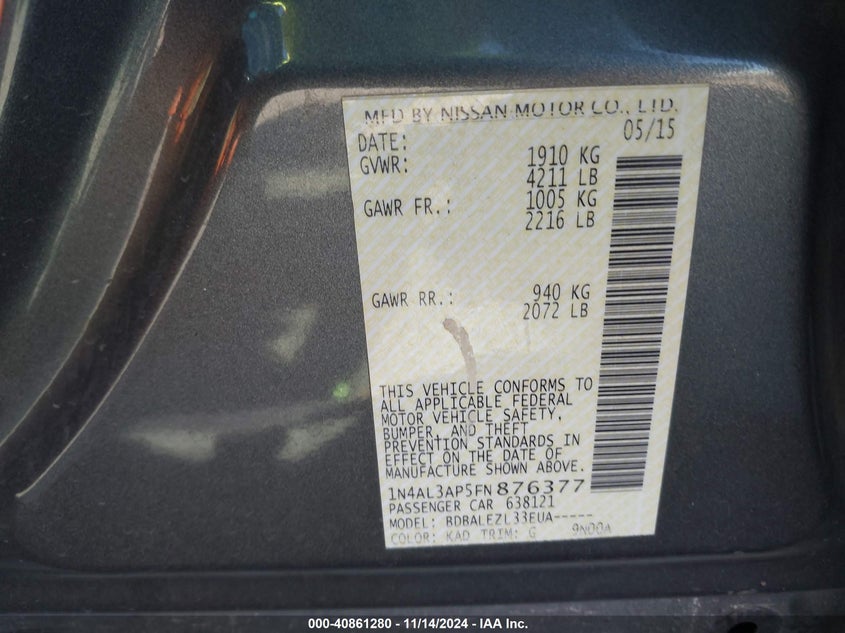 MFD BY NISSAN MOTOR CO., LTD.
DATE: 05/15
GVWR: 1910 KG
4211 LB
GAWR FR.: 1005 KG
2216 LB
GAWR RR.: 940 KG
2072 LB
THIS VEHICLE CONFORMS TO
ALL APPLICABLE FEDERAL
MOTOR VEHICLE SAFETY,
BUMPER, AND THEFT
PREVENTION STANDARDS IN
EFFECT ON THE DATE OF
MANUFACTURE SHOWN ABOVE.
1N4AL3AP5FN876377
PASSENGER CAR 638121
MODEL: BDBALEZL33EUA-----
COLOR: KAD TRIM: G 9N00A
000-40861280 - 11/14/2024 - IAA Inc.